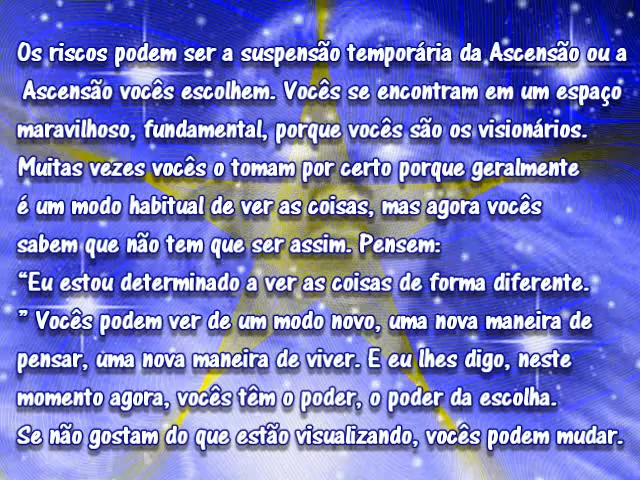 Os riscos podem ser a suspensão temporária da Ascensão ou a
Ascensão vocês escolhem. Vocês se encontram em um espaço
maravilhoso, fundamental, porque vocês são os visionários.
Muitas vezes vocês o tomam por certo porque geralmente
é um modo habitual de ver as coisas, mas agora vocês
sabem que não tem que ser assim. Pensem:
“Eu estou determinado a ver as coisas de forma diferente.
” Vocês podem ver de um modo novo, uma nova maneira de
pensar, uma nova maneira de viver. E eu lhes digo, neste
momento agora, vocês têm o poder, o poder da escolha.
Se não gostam do que estão visualizando, vocês podem mudar.